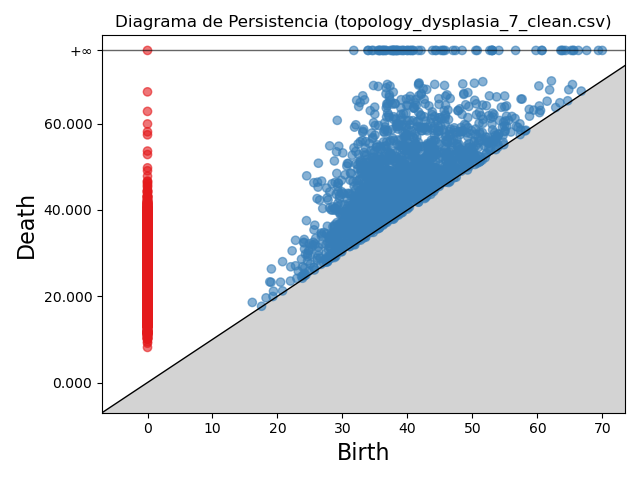 Diagrama de Persistencia (topology_dysplasia_7_clean.csv)
+∞
60.000
40.000
20.000
0.000
Death
0 10 20 30 40 50 60 70
Birth